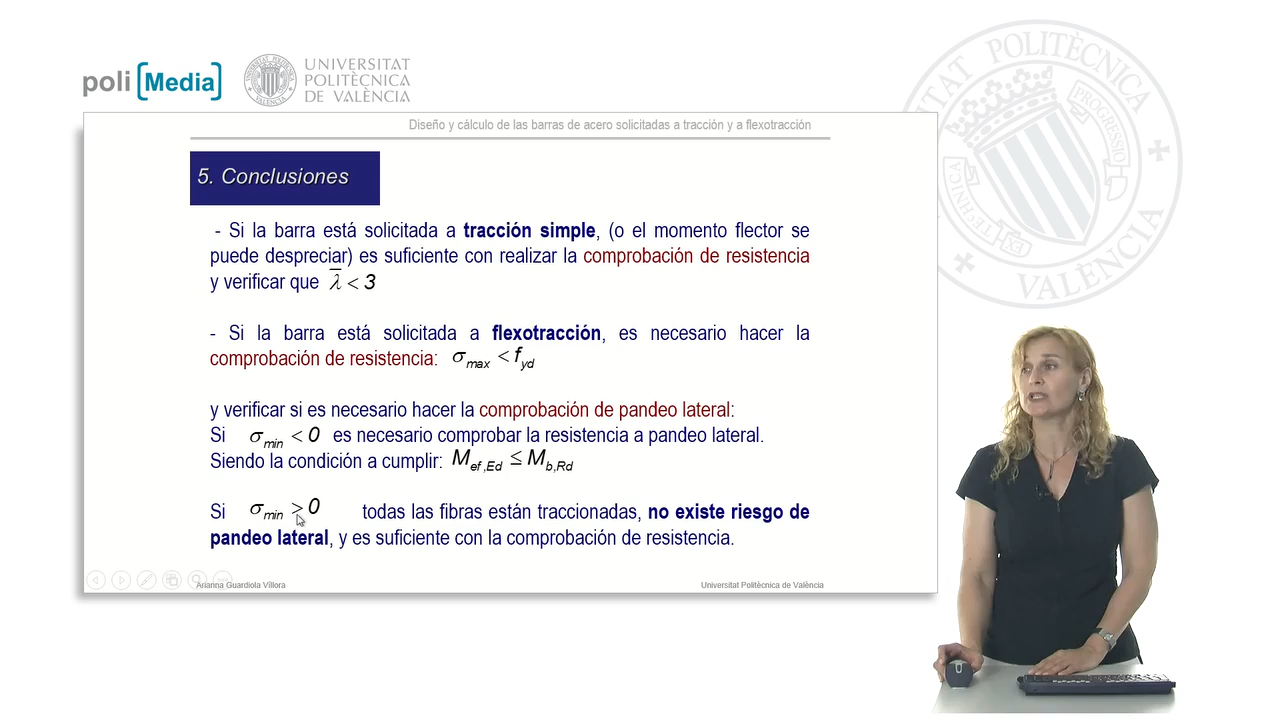 poli [Media]
UNIVERSITAT
POLITÈCNICA
DE VALÈNCIA
Diseño y cálculo de las barras de acero solicitadas a tracción y a flexotracción
5. Conclusiones
- Si la barra está solicitada a tracción simple, (o el momento flector se
puede despreciar) es suficiente con realizar la comprobación de resistencia
y verificar que λ̅ < 3
- Si la barra está solicitada a flexotracción, es necesario hacer la
comprobación de resistencia: σmax < fyd
y verificar si es necesario hacer la comprobación de pandeo lateral:
Si σmin < 0 es necesario comprobar la resistencia a pandeo lateral.
Siendo la condición a cumplir: Mef,Ed ≤ Mb,Rd
Si σmin > 0 todas las fibras están traccionadas, no existe riesgo de
pandeo lateral, y es suficiente con la comprobación de resistencia.
Arianna Guardiola Víllora
Universitat Politècnica de València
POLITÈCNICA
VALÈNCIA
PROGRESSIO